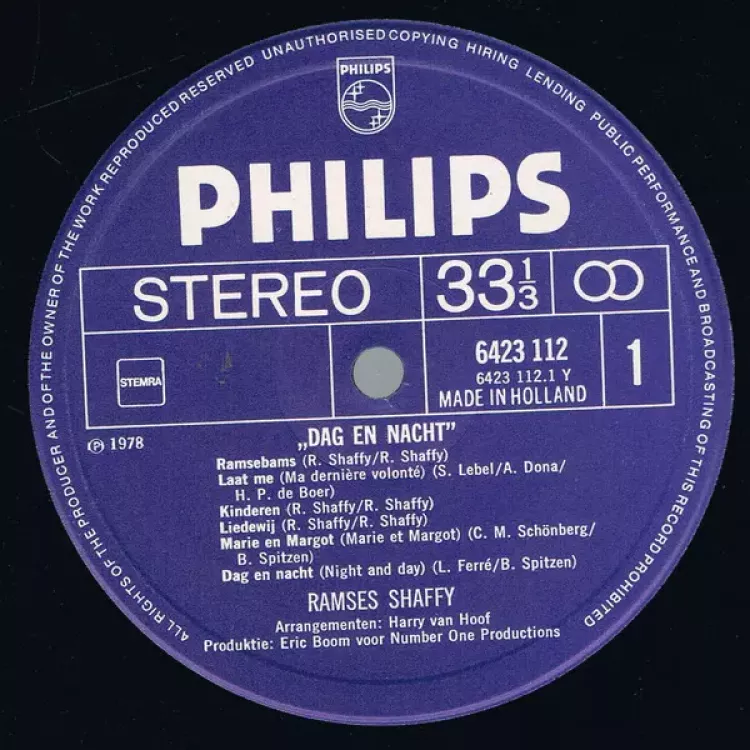 ALL RIGHTS OF THE PRODUCER AND OF THE OWNER OF THE WORK REPRODUCED RESERVED UNAUTHORISED COPYING HIRING LENDING PUBLIC PERFORMANCE AND BROADCASTING OF THIS RECORD PROHIBITED
PHILIPS
PHILIPS
STEREO
33 1/3
6423 112
6423 112.1 Y
MADE IN HOLLAND
1
STEMRA
℗ 1978
„DAG EN NACHT"
Ramsebams (R. Shaffy/R. Shaffy)
Laat me (Ma dernière volonté) (S. Lebel/A. Dona/
H. P. de Boer)
Kinderen (R. Shaffy/R. Shaffy)
Liedewij (R. Shaffy/R. Shaffy)
Marie en Margot (Marie et Margot) (C. M. Schönberg/
B. Spitzen)
Dag en nacht (Night and day) (L. Ferré/B. Spitzen)
RAMSES SHAFFY
Arrangementen: Harry van Hoof
Produktie: Eric Boom voor Number One Productions